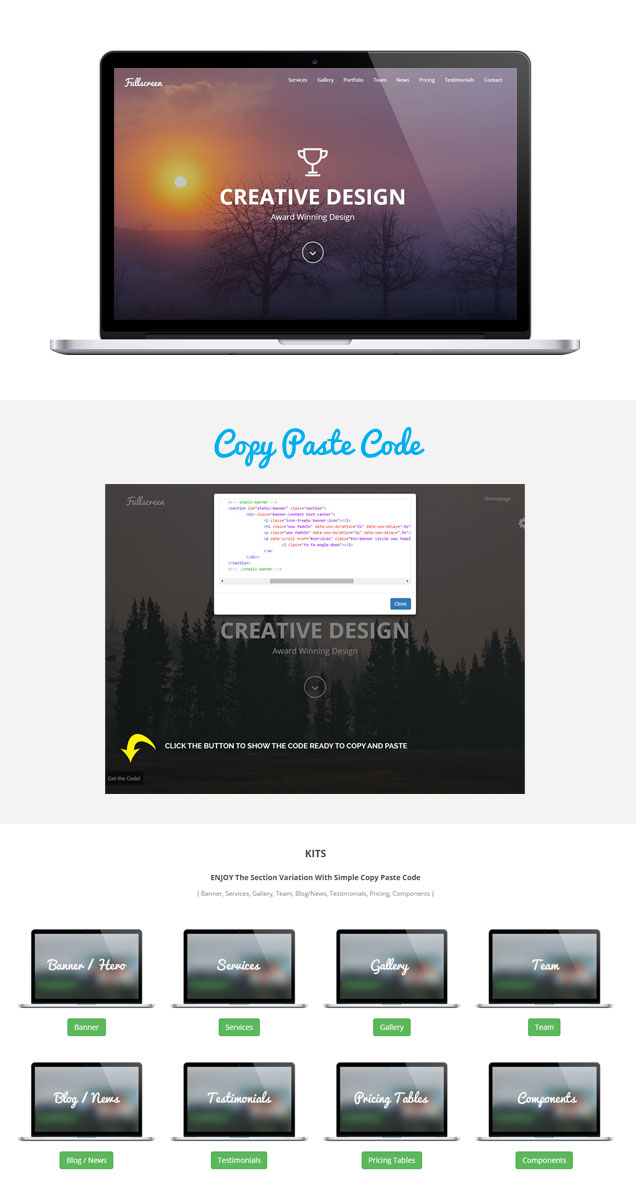 Fullscreen
Services Gallery Portfolio Team News Pricing Testimonials Contact
CREATIVE DESIGN
Award Winning Design
Copy Paste Code
Fullscreen
Homepage
<!-- static-banner -->
<section id="static-banner" class="section">
<div class="banner-content text-center">
<i class="icon-trophy banner-icon"></i>
<h1 class="wow fadeIn" data-wow-duration="2s" data-wow-delay=".5s"
<p class="wow fadeIn" data-wow-duration="2s" data-wow-delay=".9s">
<a data-scroll href="#services" class="btn-banner circle wow fadeI
<i class="fa fa-angle-down"></i>
</a>
</div>
</section>
<!-- ./static-banner -->
Close
CREATIVE DESIGN
Award Winning Design
CLICK THE BUTTON TO SHOW THE CODE READY TO COPY AND PASTE
Get the Code!
KITS
ENJOY The Section Variation With Simple Copy Paste Code
( Banner, Services, Gallery, Team, Blog/News, Testimonials, Pricing, Components )
Banner / Hero Services Gallery Team
Banner Services Gallery Team
Blog / News Testimonials Pricing Tables Components
Blog / News Testimonials Pricing Tables Components